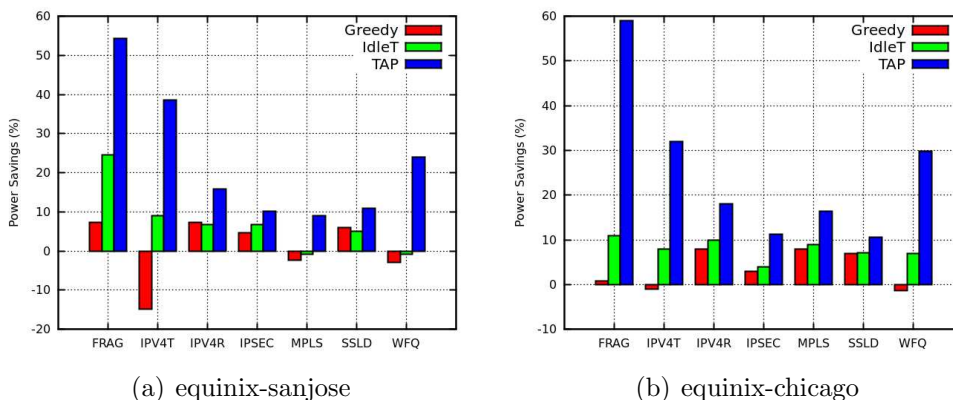 60
50
40
30
20
10
0
-10
-20
Power Savings (%)
Greedy
IdleT
TAP
FRAG IPV4T IPV4R IPSEC MPLS SSLD WFQ
(a) equinix-sanjose
60
50
40
30
20
10
0
-10
Power Savings (%)
Greedy
IdleT
TAP
FRAG IPV4T IPV4R IPSEC MPLS SSLD WFQ
(b) equinix-chicago